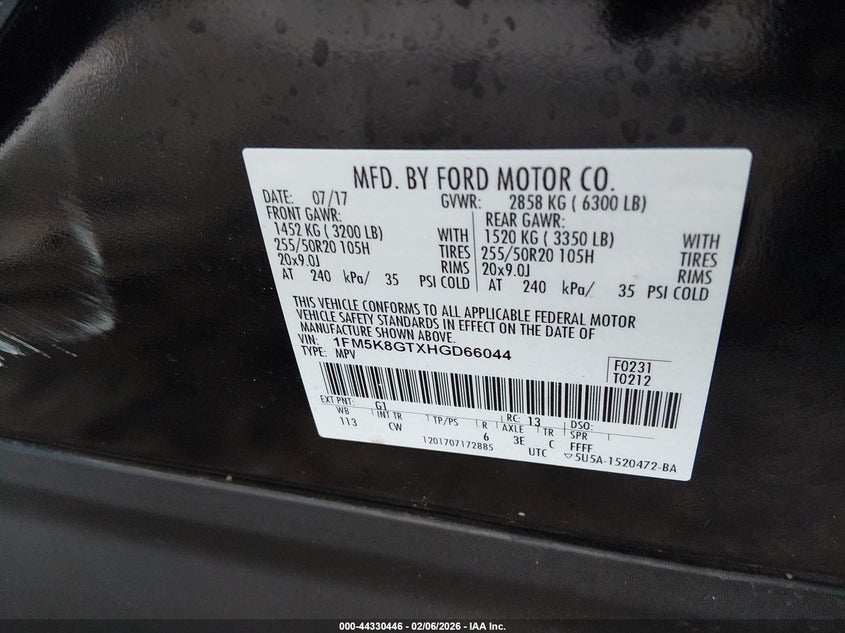 MFD. BY FORD MOTOR CO.
DATE: 07/17 GVWR: 2858 KG ( 6300 LB)
FRONT GAWR: REAR GAWR:
1452 KG ( 3200 LB) WITH 1520 KG ( 3350 LB) WITH
255/50R20 105H TIRES 255/50R20 105H TIRES
20x9.0J RIMS 20x9.0J RIMS
AT 240 kPa/ 35 PSI COLD AT 240 kPa/ 35 PSI COLD
THIS VEHICLE CONFORMS TO ALL APPLICABLE FEDERAL MOTOR
VEHICLE SAFETY STANDARDS IN EFFECT ON THE DATE OF
MANUFACTURE SHOWN ABOVE.
VIN: 1FM5K8GTXHGD66044
TYPE: MPV
F0231
T0212
EXT PNT: G1 RC: 13 DSO:
WB INT TR TP/PS R AXLE TR SPR
113 CW 6 3E C FFFF
1201707172885 UTC ▽5U5A-1520472-BA
000-44330446 - 02/06/2026 - IAA Inc.